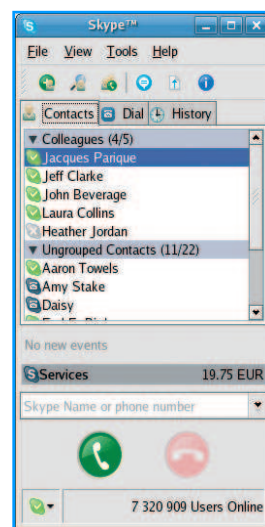 Skype™
File View Tools Help
Contacts Dial History
Colleagues (4/5)
Jacques Parique
Jeff Clarke
John Beverage
Laura Collins
Heather Jordan
Ungrouped Contacts (11/22)
Aaron Towels
Amy Stake
Daisy
No new events
Services 19.75 EUR
Skype Name or phone number
7 320 909 Users Online